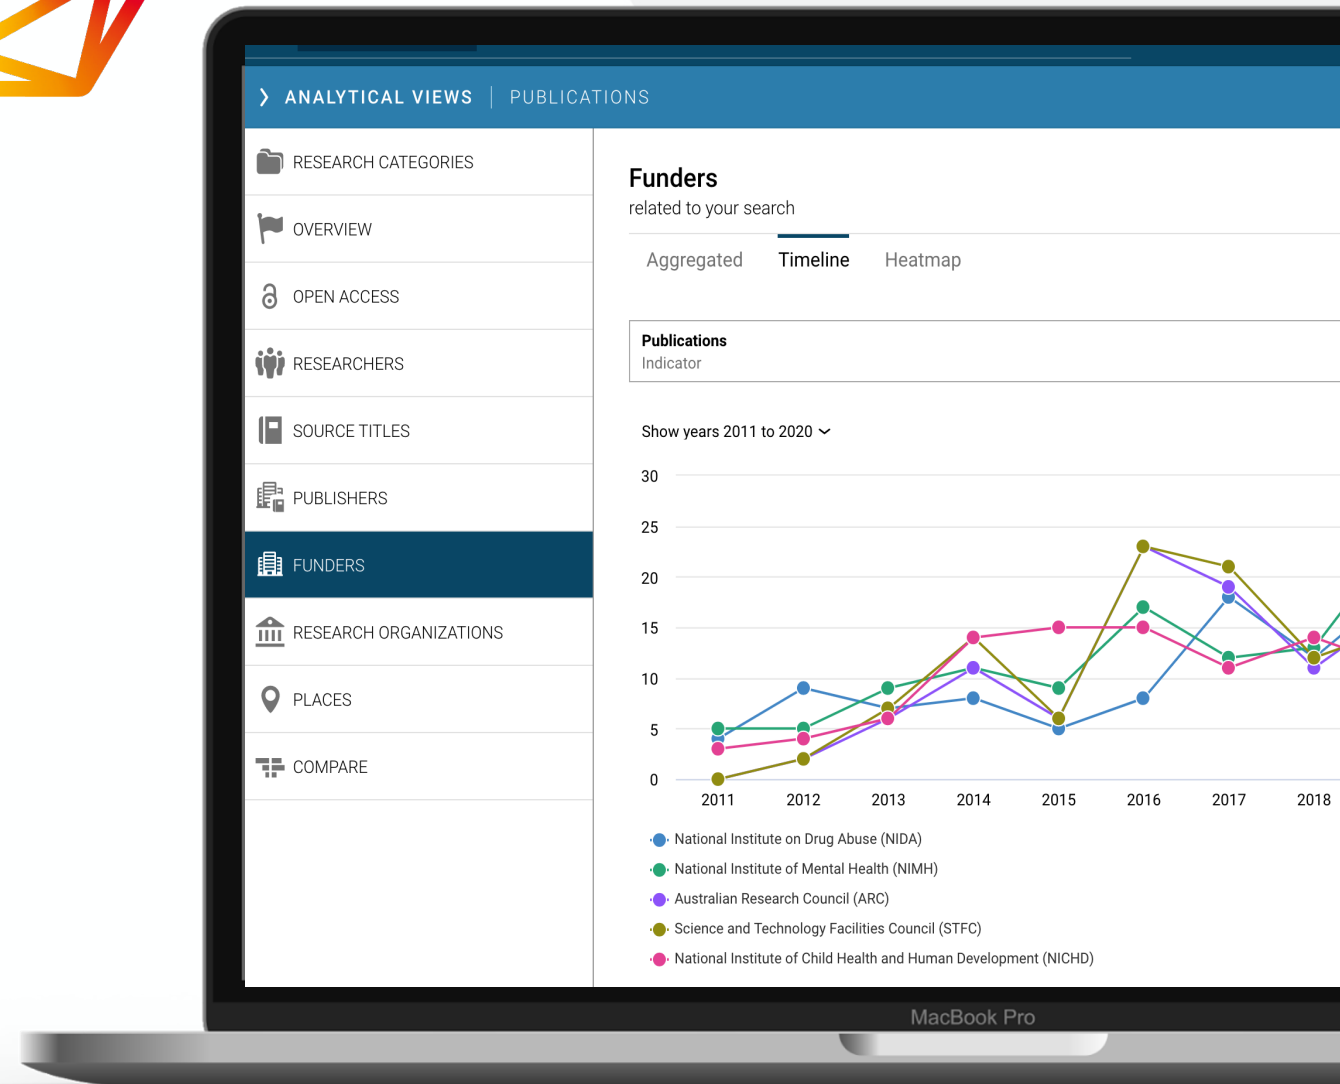 ANALYTICAL VIEWS | PUBLICATIONS
RESEARCH CATEGORIES
OVERVIEW
OPEN ACCESS
RESEARCHERS
SOURCE TITLES
PUBLISHERS
FUNDERS
RESEARCH ORGANIZATIONS
PLACES
COMPARE
Funders
related to your search
Aggregated Timeline Heatmap
Publications
Indicator
Show years 2011 to 2020
30
25
20
15
10
5
0
2011 2012 2013 2014 2015 2016 2017 2018
National Institute on Drug Abuse (NIDA)
National Institute of Mental Health (NIMH)
Australian Research Council (ARC)
Science and Technology Facilities Council (STFC)
National Institute of Child Health and Human Development (NICHD)
MacBook Pro